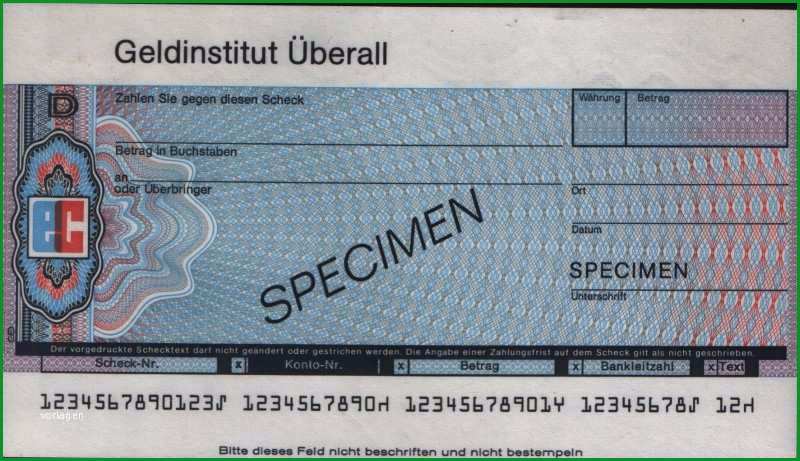 Geldinstitut Überall
D
Zahlen Sie gegen diesen Scheck
Währung Betrag
Betrag in Buchstaben
an
oder Überbringer
Ort
Datum
ec
SPECIMEN
SPECIMEN
Unterschrift
Der vorgedruckte Schecktext darf nicht geändert oder gestrichen werden. Die Angabe einer Zahlungsfrist auf dem Scheck gilt als nicht geschrieben.
Scheck-Nr. x Konto-Nr. x Betrag x Bankleitzahl x Text
1234567890123⑀ 1234567890⑁ 12345678901Y 12345678⑀ 12⑁
vorlagen
Bitte dieses Feld nicht beschriften und nicht bestempeln